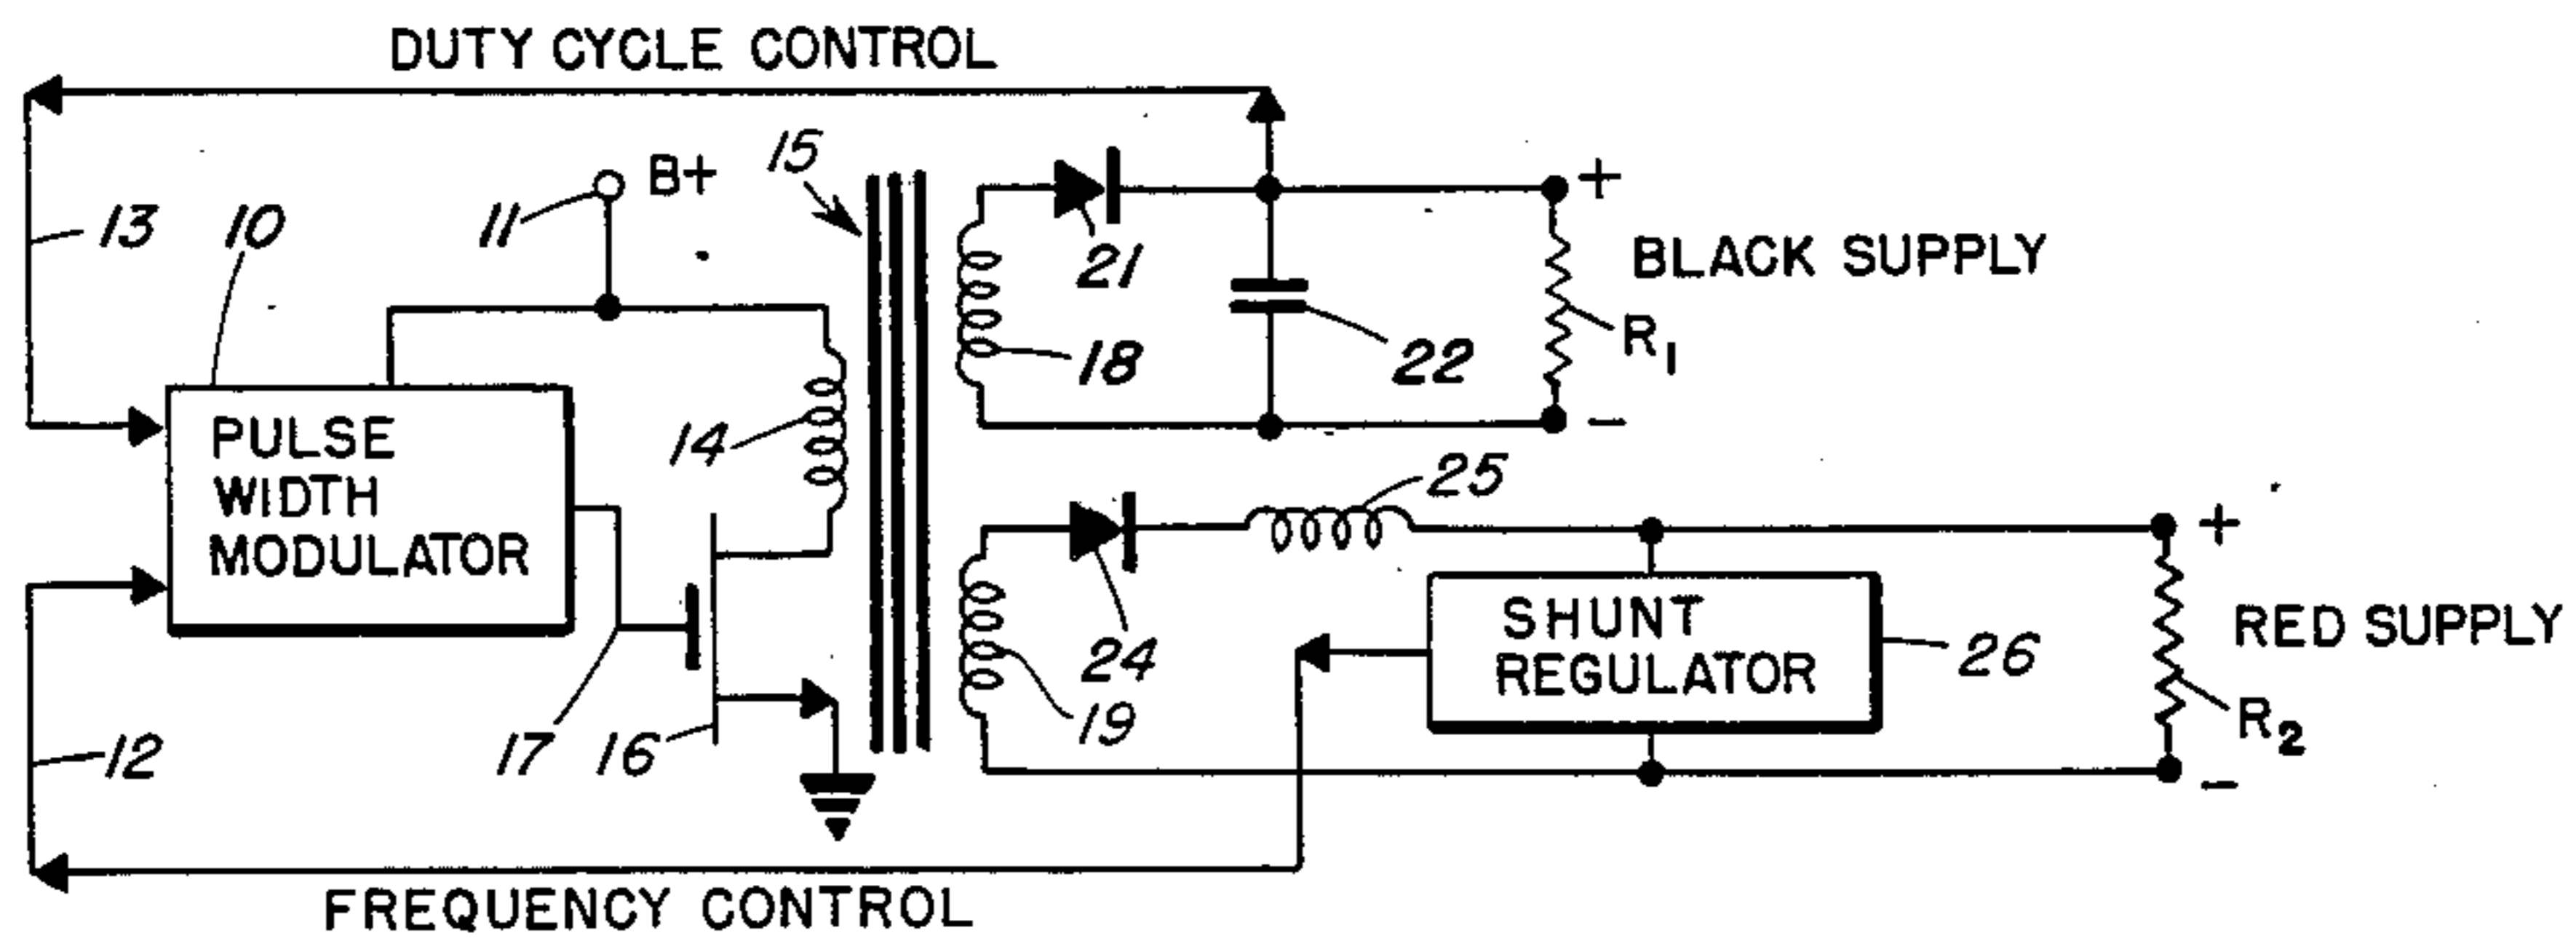 DUTY CYCLE CONTROL
15
B+
11
13
10
21
+
BLACK SUPPLY
R1
18
22
14
PULSE
WIDTH
MODULATOR
-
25
+
SHUNT
REGULATOR
26
RED SUPPLY
24
19
R2
17
16
12
-
FREQUENCY CONTROL